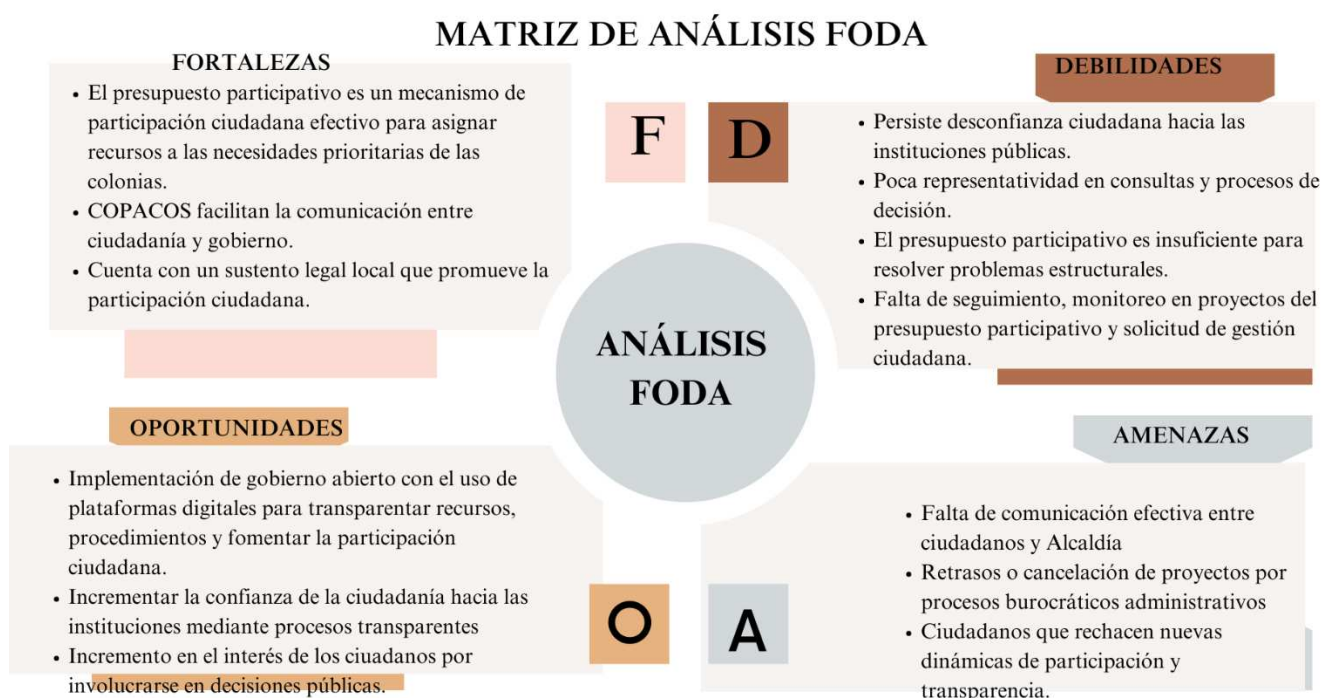 MATRIZ DE ANÁLISIS FODA
FORTALEZAS
• El presupuesto participativo es un mecanismo de
participación ciudadana efectivo para asignar
recursos a las necesidades prioritarias de las
colonias.
• COPACOS facilitan la comunicación entre
ciudadanía y gobierno.
• Cuenta con un sustento legal local que promueve la
participación ciudadana.
F
D
DEBILIDADES
• Persiste desconfianza ciudadana hacia las
instituciones públicas.
• Poca representatividad en consultas y procesos de
decisión.
• El presupuesto participativo es insuficiente para
resolver problemas estructurales.
• Falta de seguimiento, monitoreo en proyectos del
presupuesto participativo y solicitud de gestión
ciudadana.
ANÁLISIS
FODA
OPORTUNIDADES
• Implementación de gobierno abierto con el uso de
plataformas digitales para transparentar recursos,
procedimientos y fomentar la participación
ciudadana.
• Incrementar la confianza de la ciudadanía hacia las
instituciones mediante procesos transparentes
• Incremento en el interés de los ciuadanos por
involucrarse en decisiones públicas.
O
A
AMENAZAS
• Falta de comunicación efectiva entre
ciudadanos y Alcaldía
• Retrasos o cancelación de proyectos por
procesos burocráticos administrativos
• Ciudadanos que rechacen nuevas
dinámicas de participación y
transparencia.